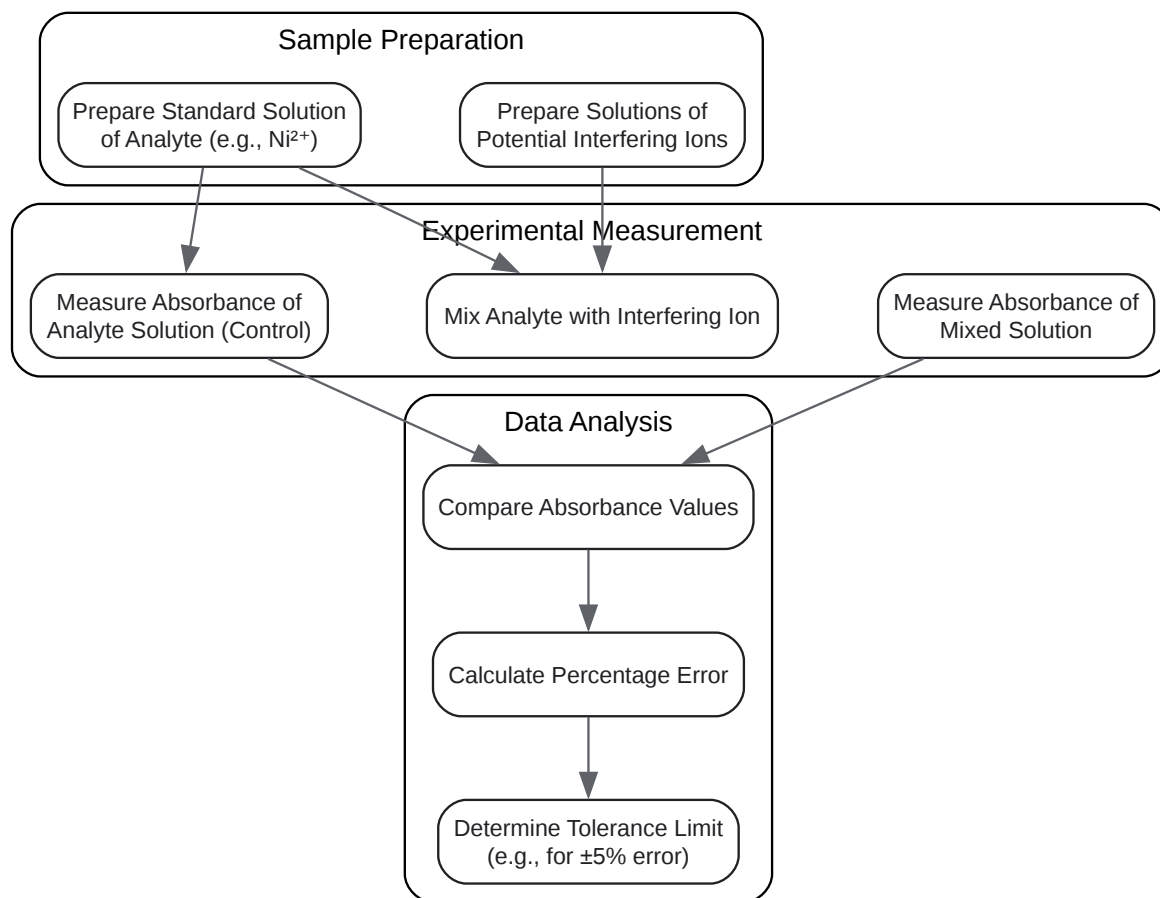 Sample Preparation
Prepare Standard Solution
of Analyte (e.g., Ni²⁺)
Prepare Solutions of
Potential Interfering Ions
Experimental Measurement
Measure Absorbance of
Analyte Solution (Control)
Mix Analyte with Interfering Ion
Measure Absorbance of
Mixed Solution
Data Analysis
Compare Absorbance Values
Calculate Percentage Error
Determine Tolerance Limit
(e.g., for ±5% error)